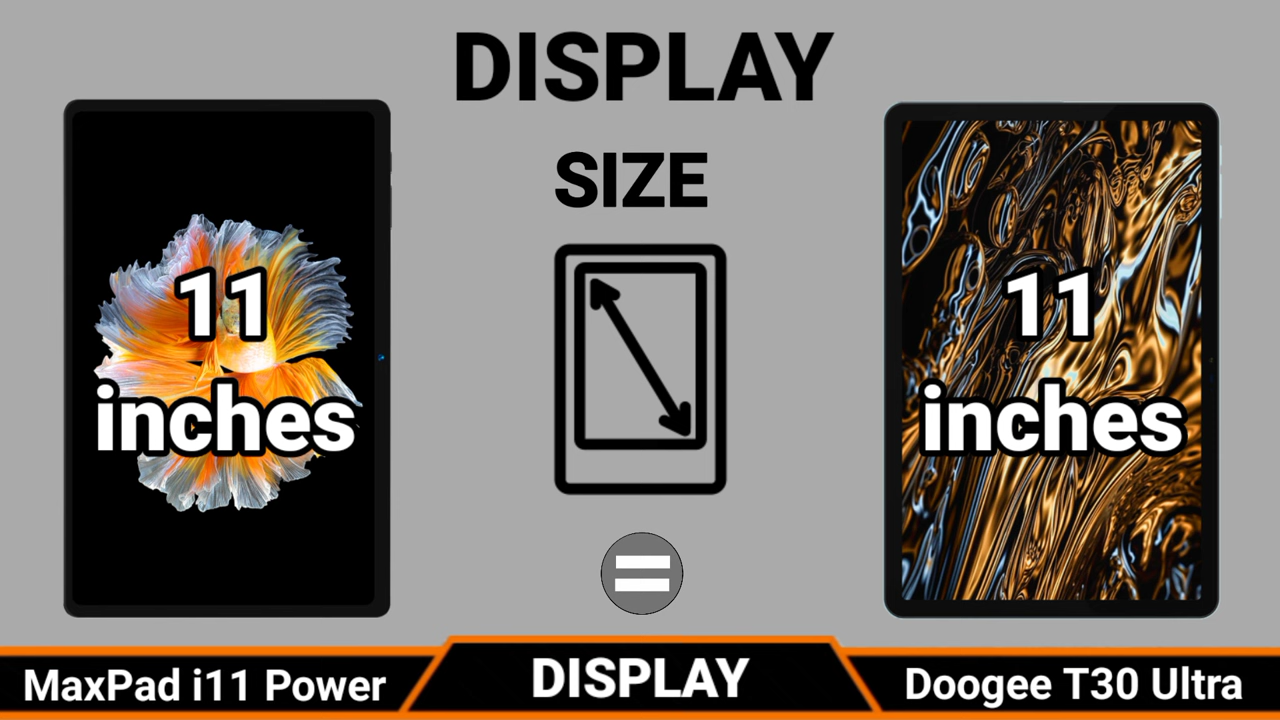 DISPLAY
SIZE
11
inches
11
inches
MaxPad i11 Power
DISPLAY
Doogee T30 Ultra